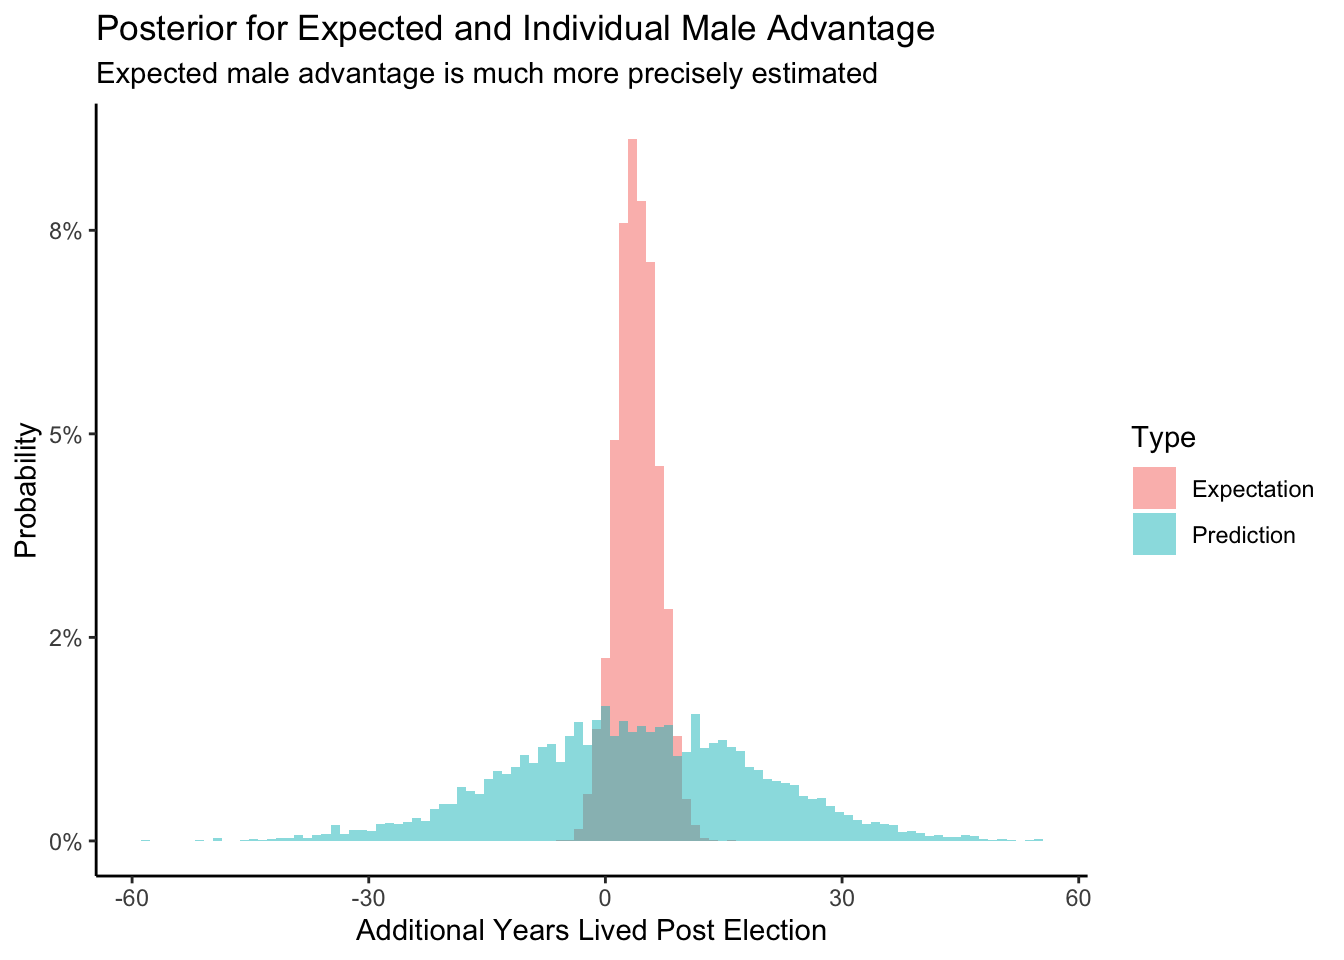 Posterior for Expected and Individual Male Advantage
Expected male advantage is much more precisely estimated
8%
5%
2%
0%
Probability
-60
-30
0
30
60
Additional Years Lived Post Election
Type
Expectation
Prediction